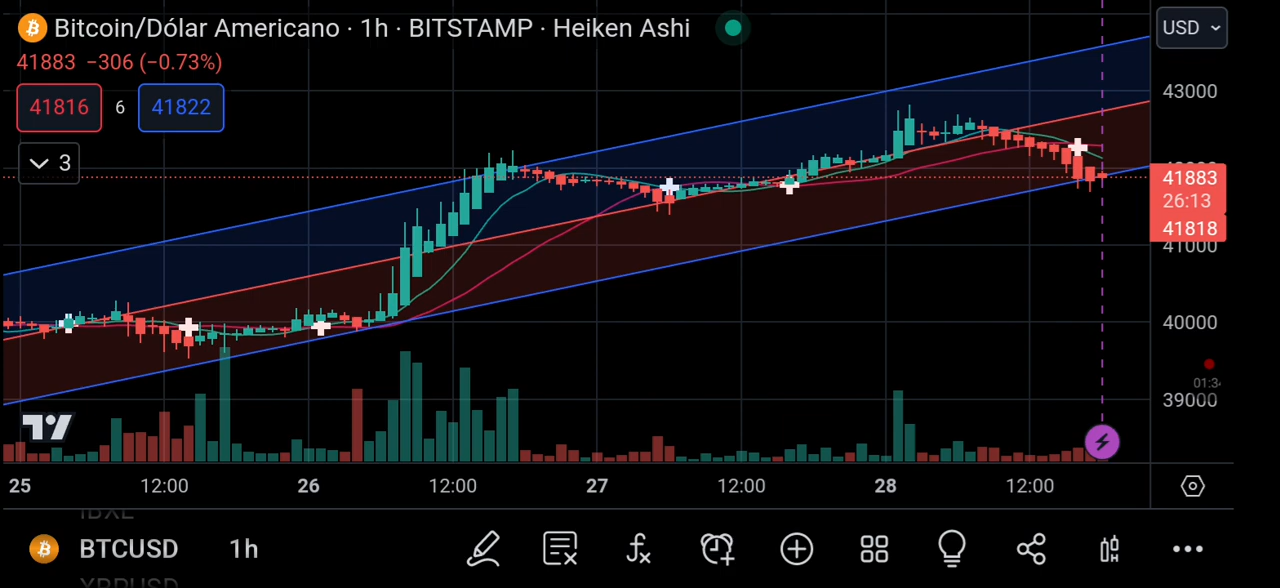 Bitcoin/Dólar Americano · 1h · BITSTAMP · Heiken Ashi
USD
41883 −306 (−0.73%)
41816 6 41822
3
43000
41883
26:13
41818
41000
40000
39000
25 12:00 26 12:00 27 12:00 28 12:00
BTCUSD 1h